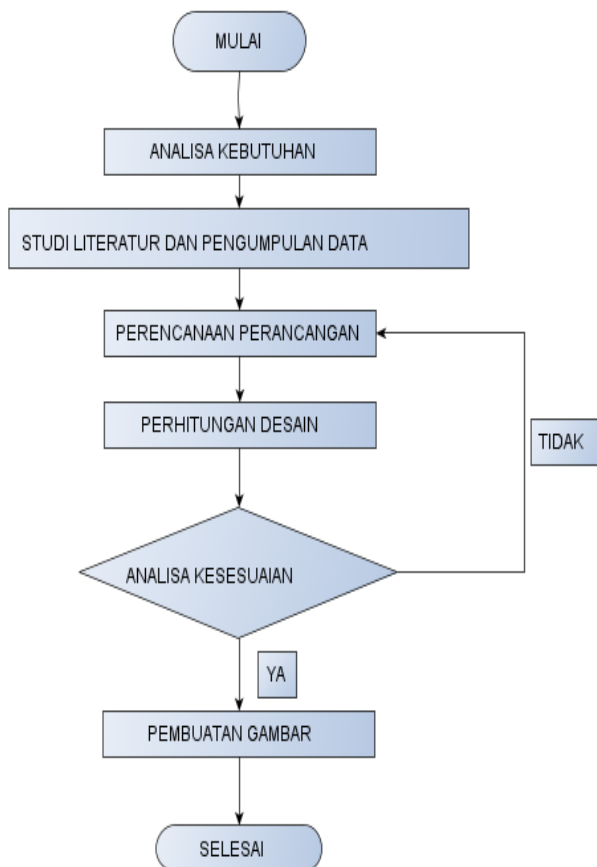 MULAI
ANALISA KEBUTUHAN
STUDI LITERATUR DAN PENGUMPULAN DATA
PERENCANAAN PERANCANGAN
PERHITUNGAN DESAIN
TIDAK
ANALISA KESESUAIAN
YA
PEMBUATAN GAMBAR
SELESAI